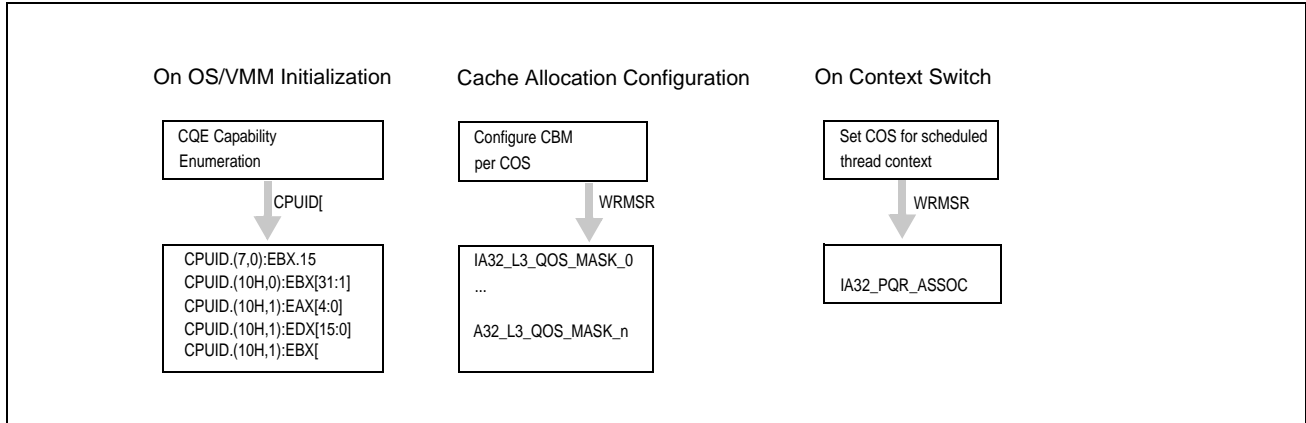 On OS/VMM Initialization
Cache Allocation Configuration
On Context Switch
CQE Capability
Enumeration
CPUID[
CPUID.(7,0):EBX.15
CPUID.(10H,0):EBX[31:1]
CPUID.(10H,1):EAX[4:0]
CPUID.(10H,1):EDX[15:0]
CPUID.(10H,1):EBX[
Configure CBM
per COS
WRMSR
IA32_L3_QOS_MASK_0
...
A32_L3_QOS_MASK_n
Set COS for scheduled
thread context
WRMSR
IA32_PQR_ASSOC